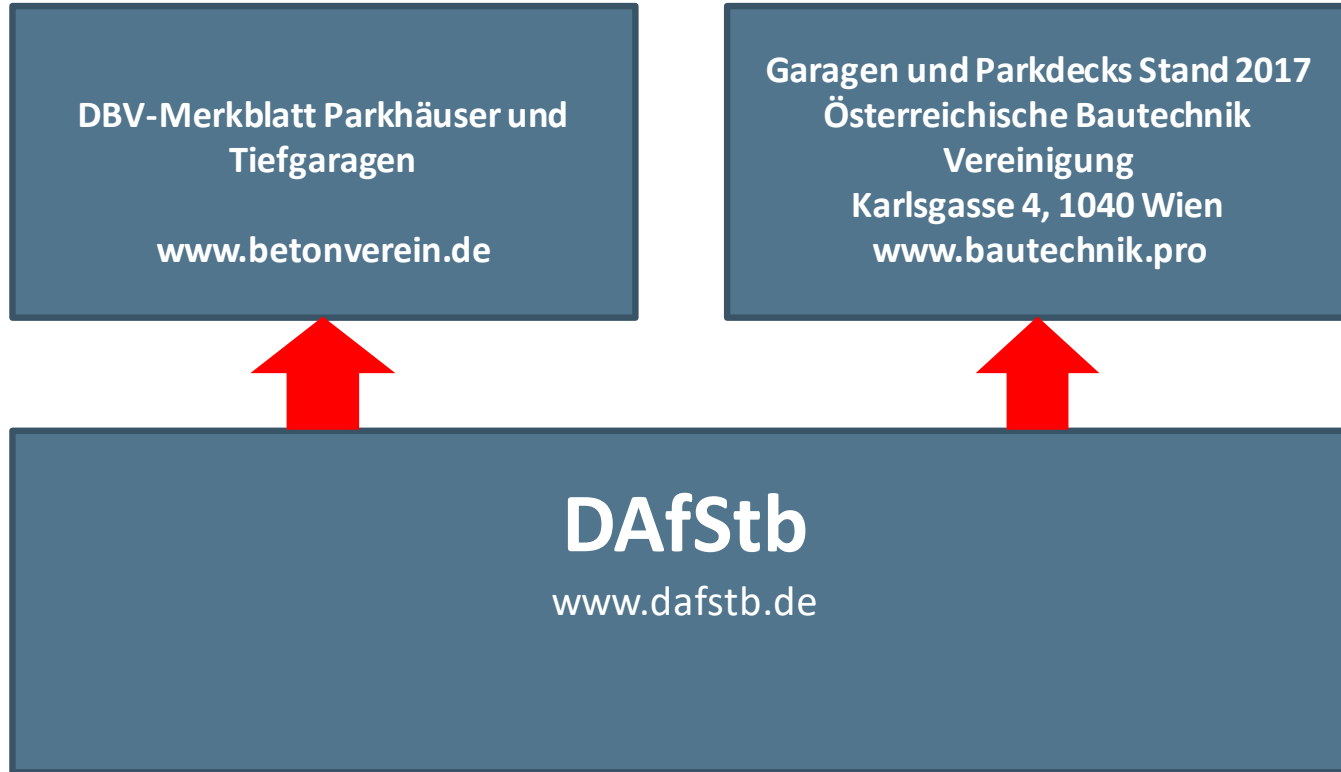 DBV-Merkblatt Parkhäuser und
Tiefgaragen
www.betonverein.de
Garagen und Parkdecks Stand 2017
Österreichische Bautechnik
Vereinigung
Karlsgasse 4, 1040 Wien
www.bautechnik.pro
DAfStb
www.dafstb.de